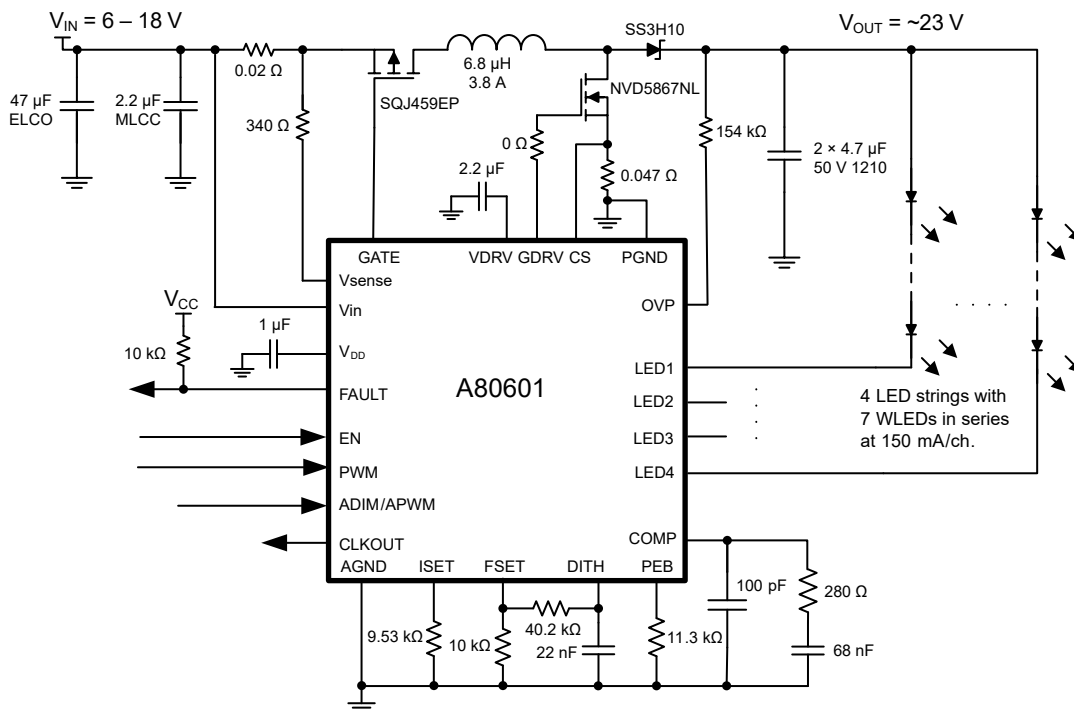 V_IN = 6 – 18 V
V_OUT = ~23 V
SS3H10
0.02 Ω
6.8 µH
3.8 A
SQJ459EP
NVD5867NL
47 µF
ELCO
2.2 µF
MLCC
340 Ω
0 Ω
154 kΩ
2 × 4.7 µF
50 V 1210
2.2 µF
0.047 Ω
GATE
VDRV
GDRV
CS
PGND
Vsense
Vin
OVP
V_CC
1 µF
10 kΩ
V_DD
FAULT
LED1
A80601
LED2
4 LED strings with
7 WLEDs in series
at 150 mA/ch.
EN
LED3
PWM
LED4
ADIM/APWM
CLKOUT
COMP
AGND
ISET
FSET
DITH
PEB
100 pF
280 Ω
9.53 kΩ
10 kΩ
40.2 kΩ
22 nF
11.3 kΩ
68 nF